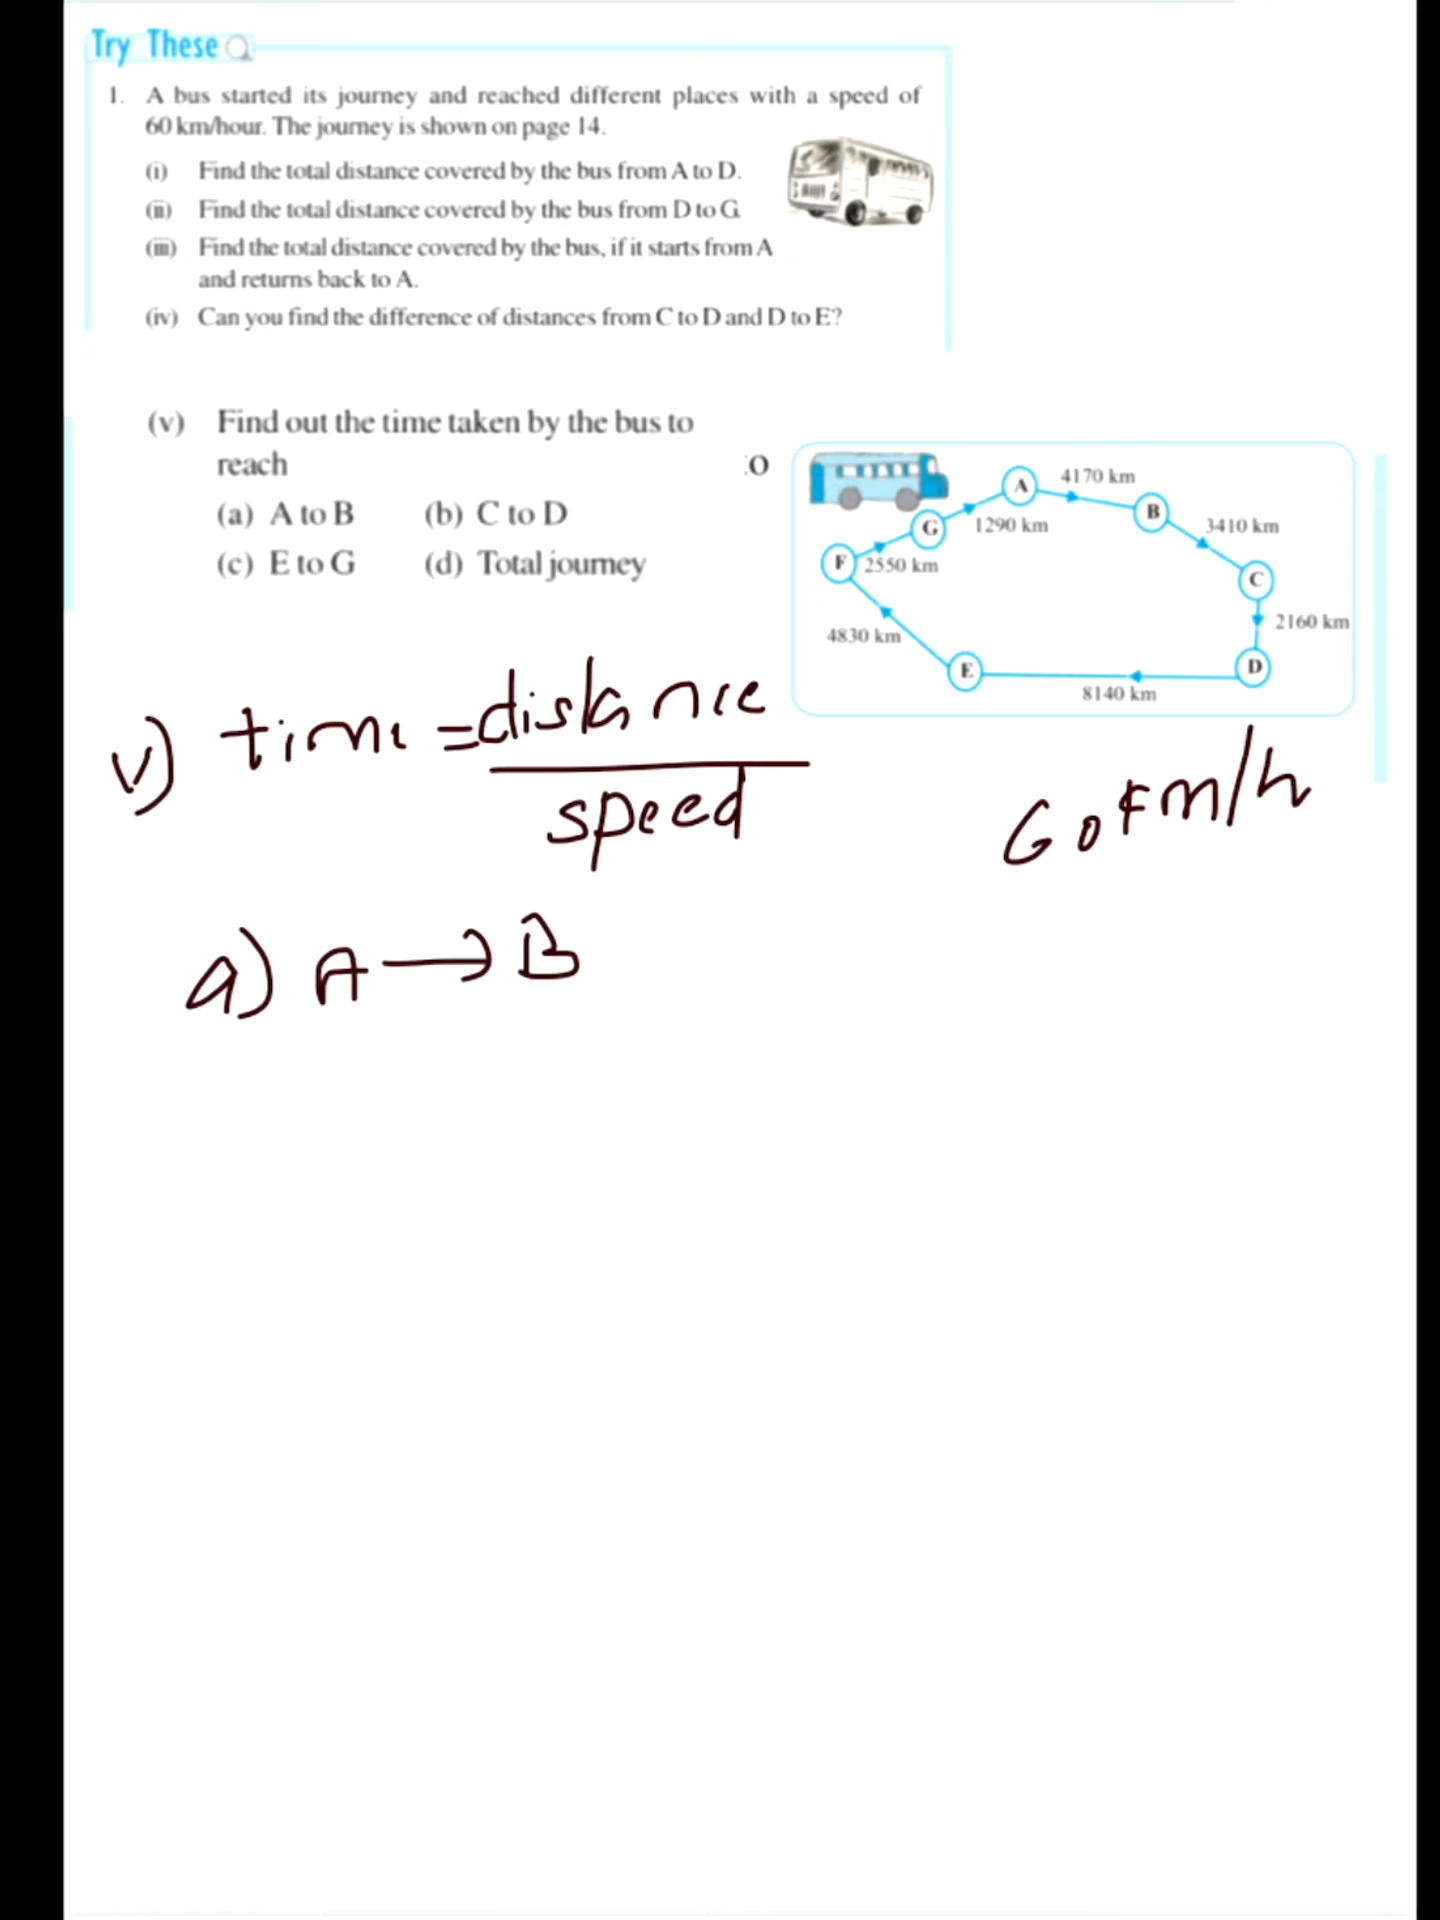 Try These
1. A bus started its journey and reached different places with a speed of
60 km/hour. The journey is shown on page 14.
(i) Find the total distance covered by the bus from A to D.
(ii) Find the total distance covered by the bus from D to G.
(iii) Find the total distance covered by the bus, if it starts from A
and returns back to A.
(iv) Can you find the difference of distances from C to D and D to E?
(v) Find out the time taken by the bus to
reach
(a) A to B (b) C to D
(c) E to G (d) Total journey
:O
A 4170 km
B
G 1290 km 3410 km
F 2550 km
C
2160 km
4830 km
E D
8140 km
v) time = distance
speed
60 km/h
a) A → B